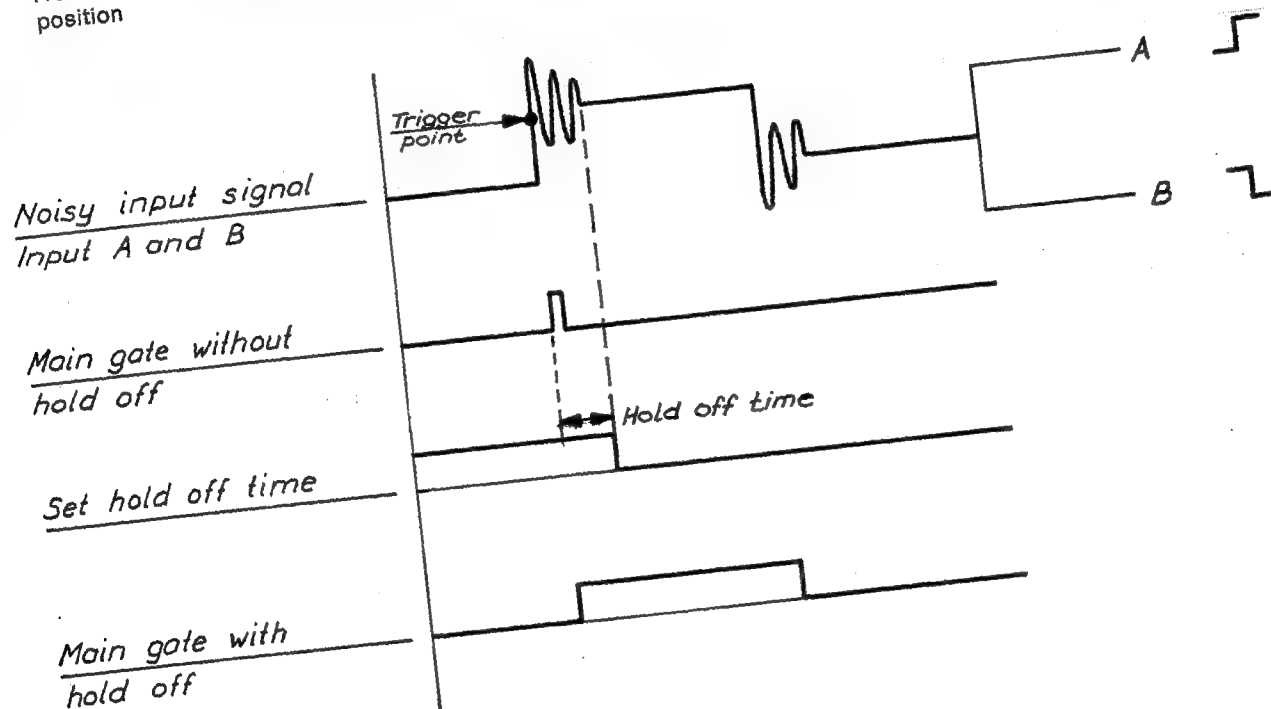 position
A
Trigger
point
Noisy input signal
Input A and B
B
Main gate without
hold off
Hold off time
Set hold off time
Main gate with
hold off